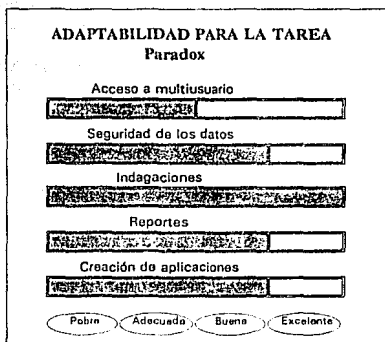 ADAPTABILIDAD PARA LA TAREA
Paradox
Acceso a multiusuario
Seguridad de los datos
Indagaciones
Reportes
Creación de aplicaciones
Pobre Adecuado Bueno Excelente